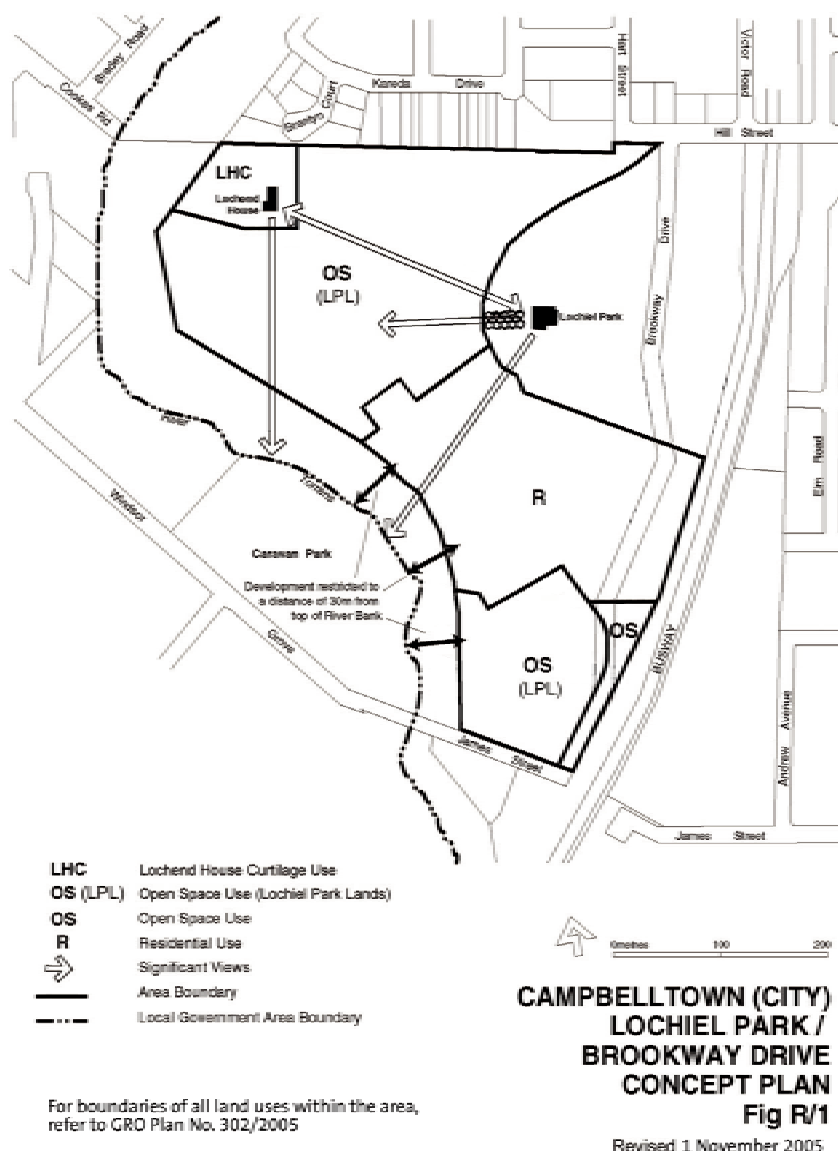 Bradey Road
Cookes Rd
Court
Kareda Drive
Hart Street
Victor Road
Hill Street
LHC
Lochend
House
OS
(LPL)
Lochiel Park
Brookway Drive
River
Torrens
Windsor
Grove
R
Elm Road
Caravan Park
Development restricted to
a distance of 30m from
top of River Bank
OS
OS
(LPL)
BUSWAY
James Street
Andrew Avenue
James Street
LHC Lochend House Curtilage Use
OS (LPL) Open Space Use (Lochiel Park Lands)
OS Open Space Use
R Residential Use
Significant Views
Area Boundary
Local Government Area Boundary
0metres 100 200
CAMPBELLTOWN (CITY)
LOCHIEL PARK /
BROOKWAY DRIVE
CONCEPT PLAN
Fig R/1
For boundaries of all land uses within the area,
refer to GRO Plan No. 302/2005
Revised 1 November 2005